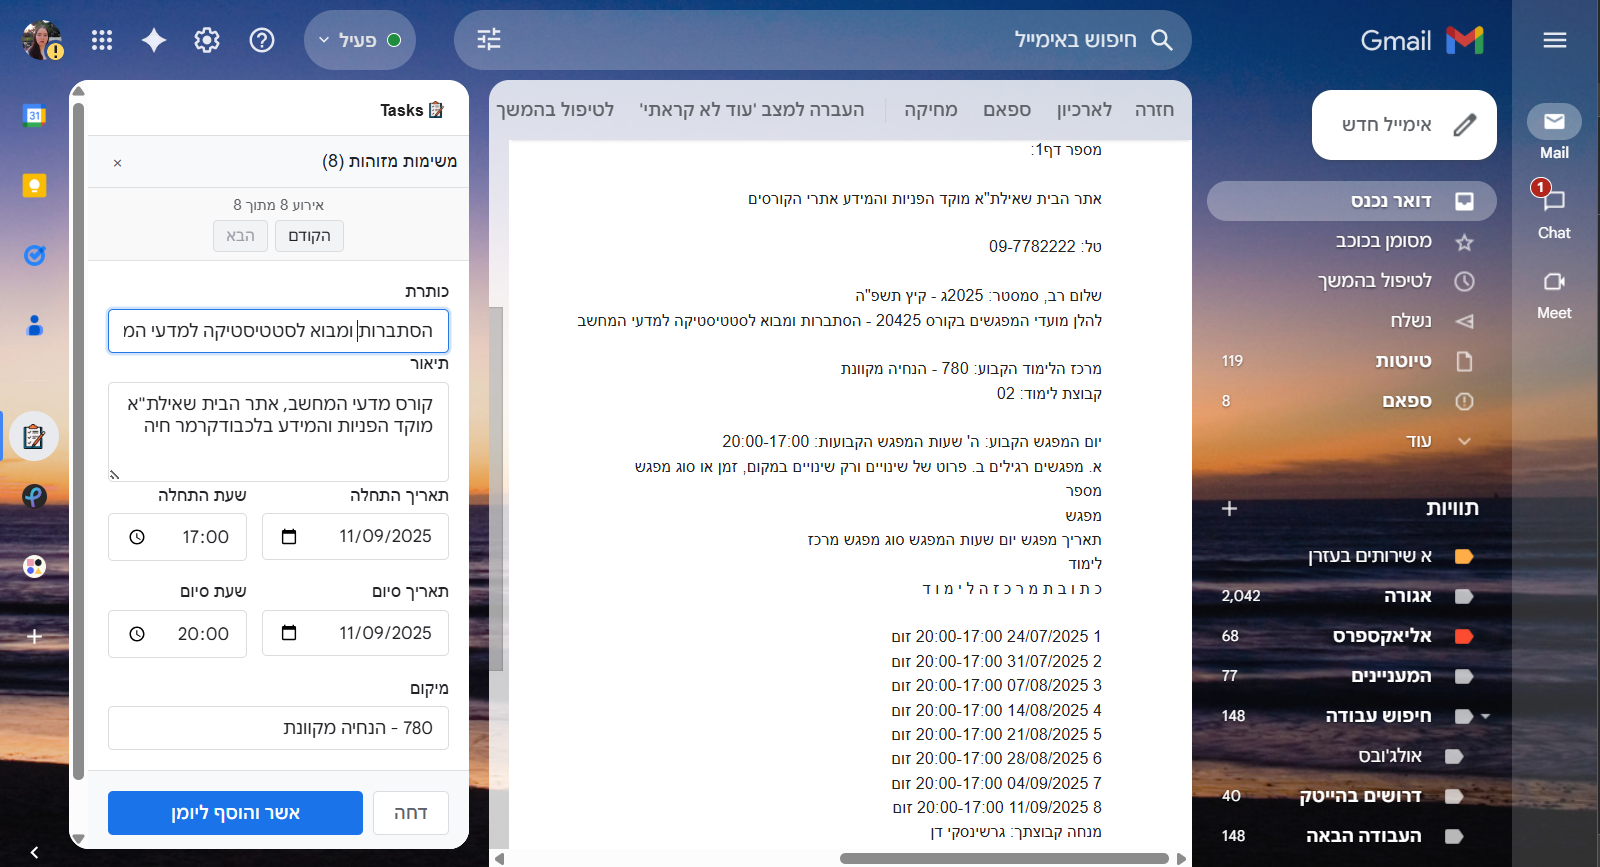 Gmail
חיפוש באימייל
פעיל
Mail
1
Chat
Meet
אימייל חדש
דואר נכנס
מסומן בכוכב
לטיפול בהמשך
נשלח
טיוטות 119
ספאם 8
עוד
תוויות
א שירותים בעזרן
אגורה 2,042
אליאקספרס 68
המעניינים 77
חיפוש עבודה 148
אולג'ובס
דרושים בהייטק 40
העבודה הבאה 148
חזרה לארכיון ספאם מחיקה העברה למצב 'עוד לא קראתי' לטיפול בהמשך
מספר דף1:
אתר הבית שאילת"א מוקד הפניות והמידע אתרי הקורסים
טל: 09-7782222
שלום רב, סמסטר: 2025ג - קיץ תשפ"ה
להלן מועדי המפגשים בקורס 20425 - הסתברות ומבוא לסטטיסטיקה למדעי המחשב
מרכז הלימוד הקבוע: 780 - הנחיה מקוונת
קבוצת לימוד: 02
יום המפגש הקבוע: ה' שעות המפגש הקבועות: 20:00-17:00
א. מפגשים רגילים ב. פרוט של שינויים ורק שינויים במקום, זמן או סוג מפגש
מספר
מפגש
תאריך מפגש יום שעות המפגש סוג מפגש מרכז
לימוד
כ ת ו ב ת מ ר כ ז ה ל י מ ו ד
1 24/07/2025 20:00-17:00 זום
2 31/07/2025 20:00-17:00 זום
3 07/08/2025 20:00-17:00 זום
4 14/08/2025 20:00-17:00 זום
5 21/08/2025 20:00-17:00 זום
6 28/08/2025 20:00-17:00 זום
7 04/09/2025 20:00-17:00 זום
8 11/09/2025 20:00-17:00 זום
מנחה קבוצתך: גרשינסקי דן
Tasks
משימות מזוהות (8) ×
אירוע 8 מתוך 8
הקודם הבא
כותרת
הסתברות ומבוא לסטטיסטיקה למדעי המ
תיאור
קורס מדעי המחשב, אתר הבית שאילת"א
מוקד הפניות והמידע בלכבודקרמר חיה
תאריך התחלה שעת התחלה
11/09/2025 17:00
תאריך סיום שעת סיום
11/09/2025 20:00
מיקום
780 - הנחיה מקוונת
דחה אשר והוסף ליומן
31